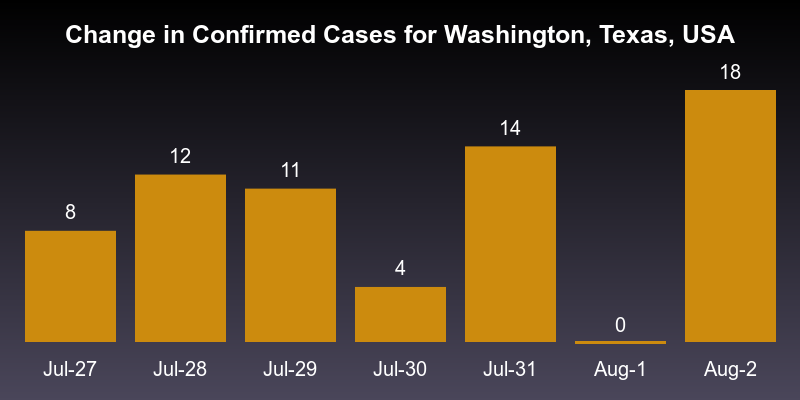 Change in Confirmed Cases for Washington, Texas, USA
8
12
11
4
14
0
18
Jul-27
Jul-28
Jul-29
Jul-30
Jul-31
Aug-1
Aug-2